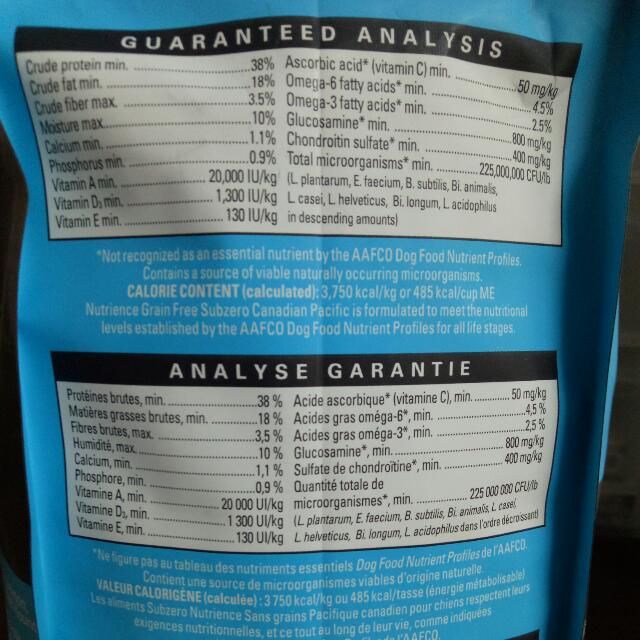 GUARANTEED ANALYSIS
Crude protein min. 38% Ascorbic acid* (vitamin C) min. 50 mg/kg
Crude fat min. 18% Omega-6 fatty acids* min. 4.5%
Crude fiber max. 3.5% Omega-3 fatty acids* min. 2.5%
Moisture max. 10% Glucosamine* min. 800 mg/kg
Calcium min. 1.1% Chondroitin sulfate* min. 400 mg/kg
Phosphorus min. 0.9% Total microorganisms* min. 225,000,000 CFU/lb
Vitamin A min. 20,000 IU/kg (L. plantarum, E. faecium, B. subtilis, Bi. animalis,
Vitamin D₃ min. 1,300 IU/kg L. casei, L. helveticus, Bi. longum, L. acidophilus
Vitamin E min. 130 IU/kg in descending amounts)
*Not recognized as an essential nutrient by the AAFCO Dog Food Nutrient Profiles.
Contains a source of viable naturally occurring microorganisms.
CALORIE CONTENT (calculated): 3,750 kcal/kg or 485 kcal/cup ME
Nutrience Grain Free Subzero Canadian Pacific is formulated to meet the nutritional
levels established by the AAFCO Dog Food Nutrient Profiles for all life stages.
ANALYSE GARANTIE
Protéines brutes, min. 38 % Acide ascorbique* (vitamine C), min. 50 mg/kg
Matières grasses brutes, min. 18 % Acides gras oméga-6*, min. 4,5 %
Fibres brutes, max. 3,5 % Acides gras oméga-3*, min. 2,5 %
Humidité, max. 10 % Glucosamine*, min. 800 mg/kg
Calcium, min. 1,1 % Sulfate de chondroïtine*, min. 400 mg/kg
Phosphore, min. 0,9 % Quantité totale de
Vitamine A, min. 20 000 UI/kg microorganismes*, min. 225 000 000 CFU/lb
Vitamine D₃, min. 1 300 UI/kg (L. plantarum, E. faecium, B. subtilis, Bi. animalis, L. casei,
Vitamine E, min. 130 UI/kg L. helveticus, Bi. longum, L. acidophilus dans l'ordre décroissant)
*Ne figure pas au tableau des nutriments essentiels Dog Food Nutrient Profiles de l'AAFCO.
Contient une source de microorganismes viables d'origine naturelle.
VALEUR CALORIGÈNE (calculée) : 3 750 kcal/kg ou 485 kcal/tasse (énergie métabolisable)
Les aliments Subzero Nutrience Sans grains Pacifique canadien pour chiens respectent leurs
exigences nutritionnelles, et ce tout au long de leur vie, comme indiquées
de l'AAFCO.